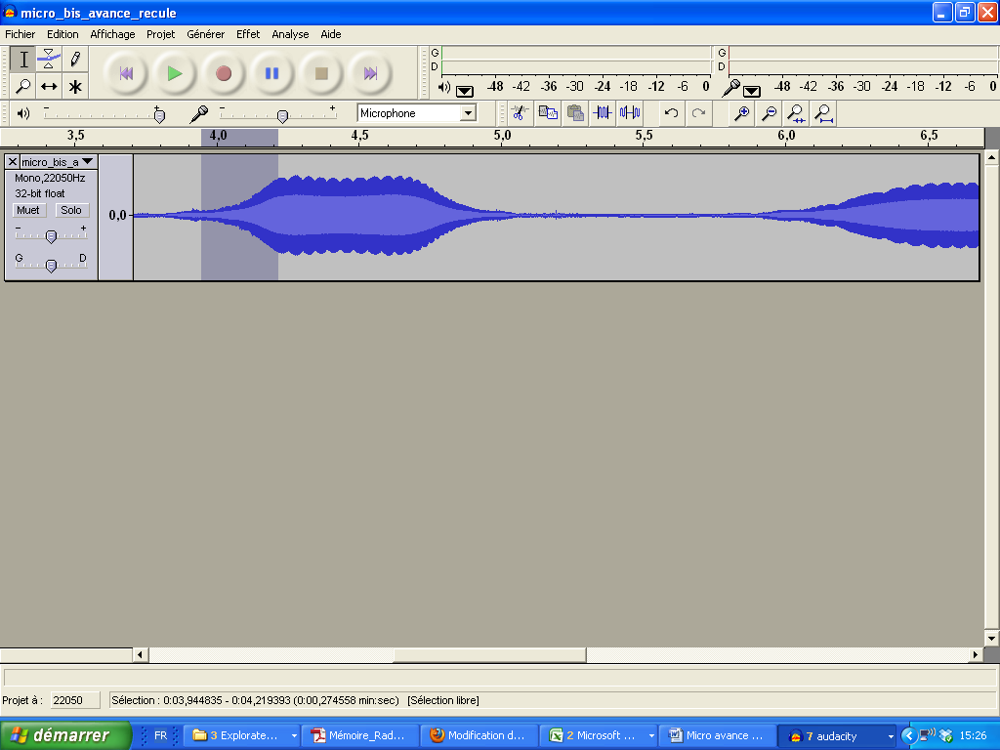 micro_bis_avance_recule
Fichier Edition Affichage Projet Générer Effet Analyse Aide
G
D
-48 -42 -36 -30 -24 -18 -12 -6 0
G
D
-48 -42 -36 -30 -24 -18 -12 -6 0
- + - + Microphone
3,5 4,0 4,5 5,0 5,5 6,0 6,5
micro_bis_a
Mono,22050Hz
32-bit float
Muet Solo
- +
G D
0,0
Projet à : 22050 Sélection : 0:03,944835 - 0:04,219393 (0:00,274558 min:sec) [Sélection libre]
démarrer FR 3 Explorate... Mémoire_Rad... Modification d... 2 Microsoft ... Micro avance ... 7 audacity 15:26